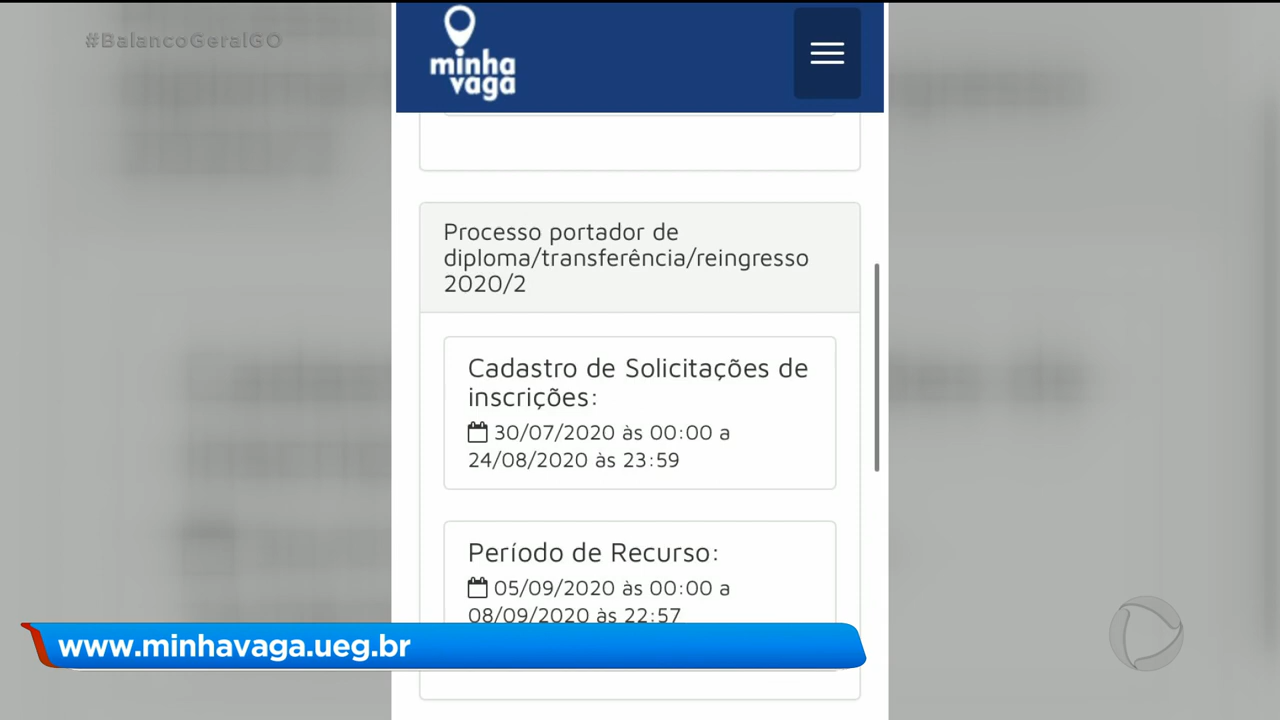 #BalancoGeralGO
minha
vaga
Processo portador de
diploma/transferência/reingresso
2020/2
Cadastro de Solicitações de
inscrições:
30/07/2020 às 00:00 a
24/08/2020 às 23:59
Período de Recurso:
05/09/2020 às 00:00 a
08/09/2020 às 22:57
www.minhavaga.ueg.br